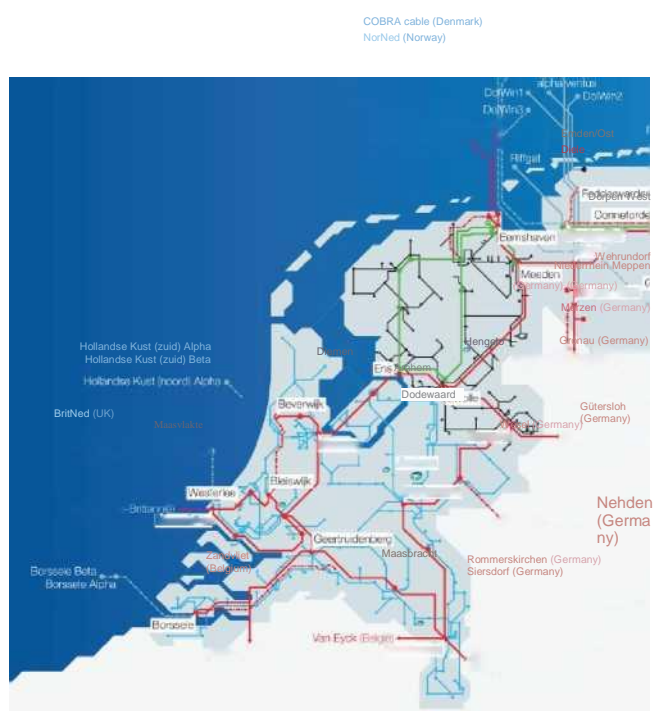 COBRA cable (Denmark)
NorNed (Norway)
alpha ventus
DolWin1
DolWin2
DolWin3
Emden/Ost
Diele
Riffgat
Dörpen West
Eemshaven
Wehrundorf
Niederrhein Meppen
Meeden
(Germany) (Germany)
Merzen (Germany)
Hengelo
Gronau (Germany)
Hollandse Kust (zuid) Alpha
Hollandse Kust (zuid) Beta
Hollandse Kust (noord) Alpha
Ens
Dodewaard
Beverwijk
BritNed (UK)
Maasvlakte
Gütersloh
(Germany)
(Germany)
Bleiswijk
Westerlee
Nehden
(Germa
ny)
Geertruidenberg
Zandvliet
(Belgium)
Maasbracht
Rommerskirchen (Germany)
Siersdorf (Germany)
Borssele Beta
Borssele Alpha
Borssele
Van Eyck (België)